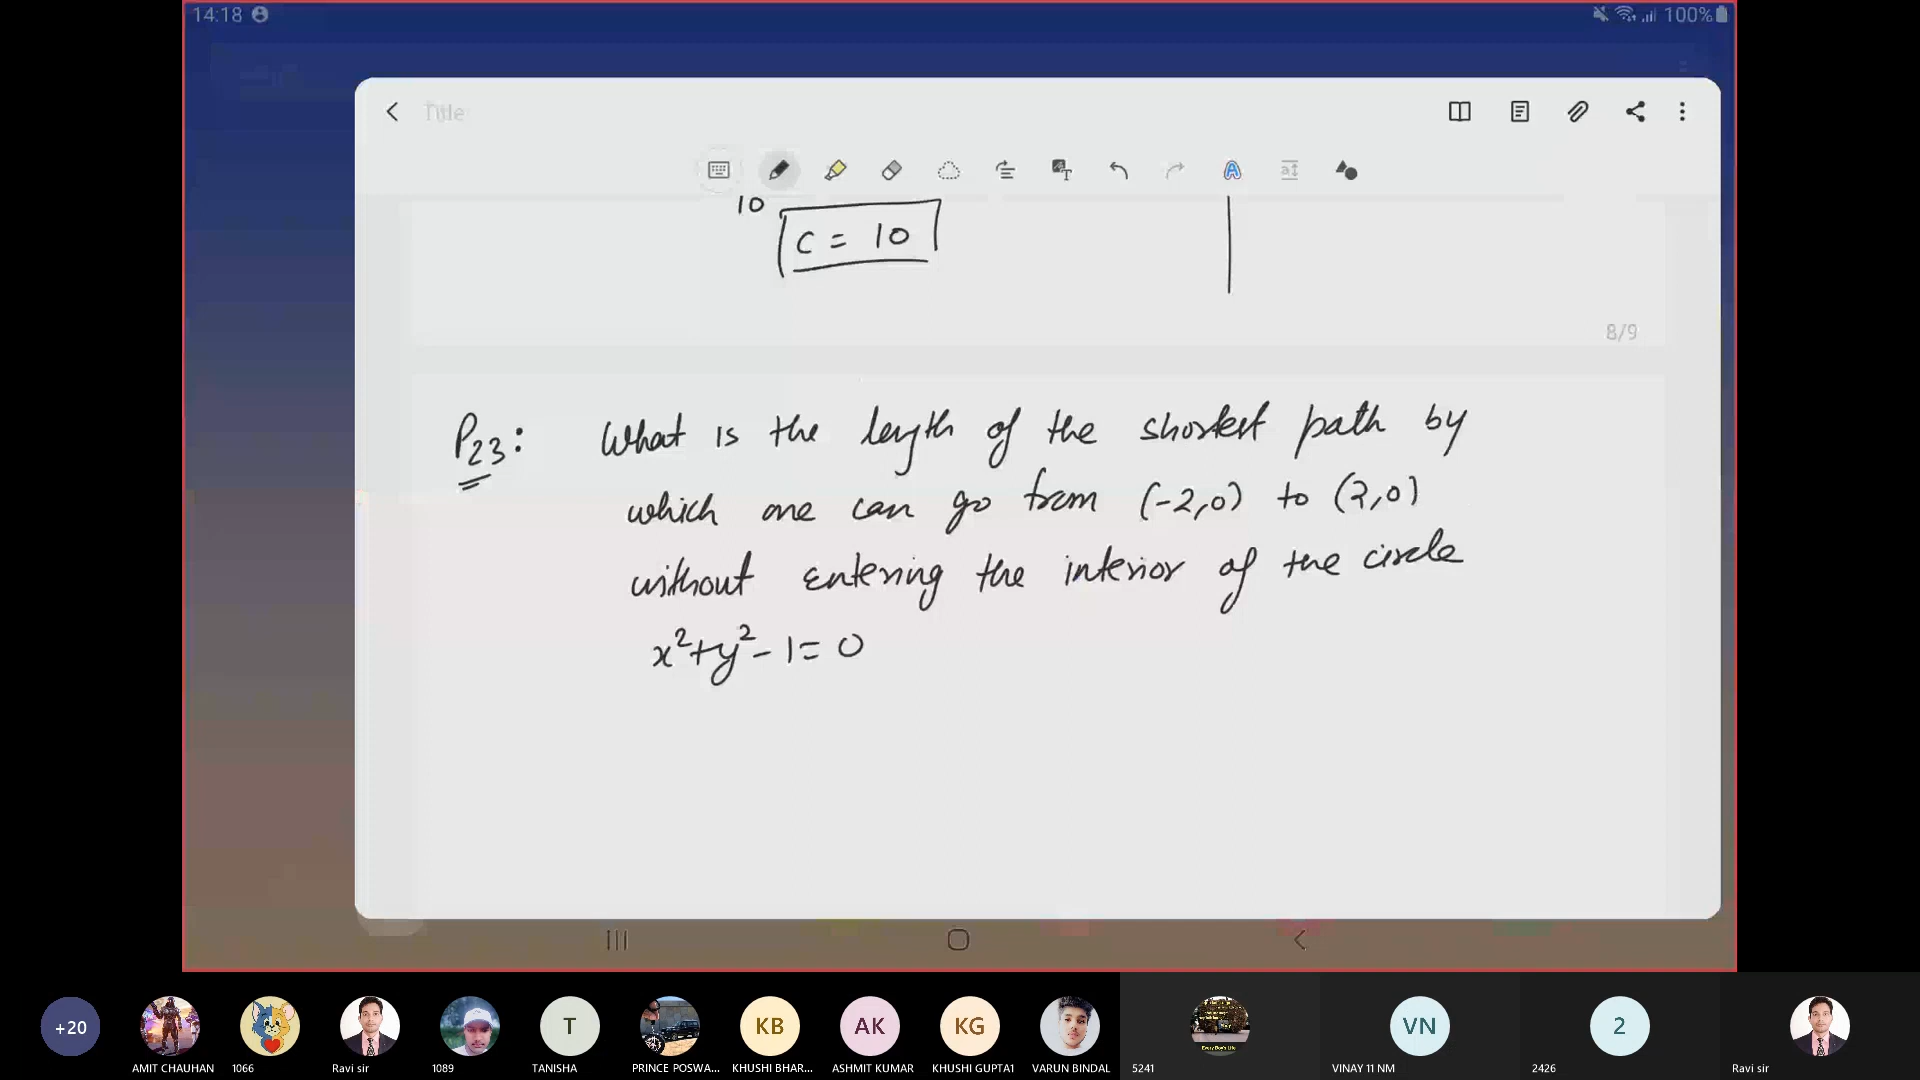 14:18
100%
Title
10
C = 10
8/9
P23: What is the length of the shortest path by
which one can go from (-2,0) to (2,0)
without entering the interior of the circle
x²+y²-1=0
+20
T
KB
AK
KG
VN
2
AMIT CHAUHAN
1066
Ravi sir
1089
TANISHA
PRINCE POSWA...
KHUSHI BHAR...
ASHMIT KUMAR
KHUSHI GUPTA1
VARUN BINDAL
5241
VINAY 11 NM
2426
Ravi sir